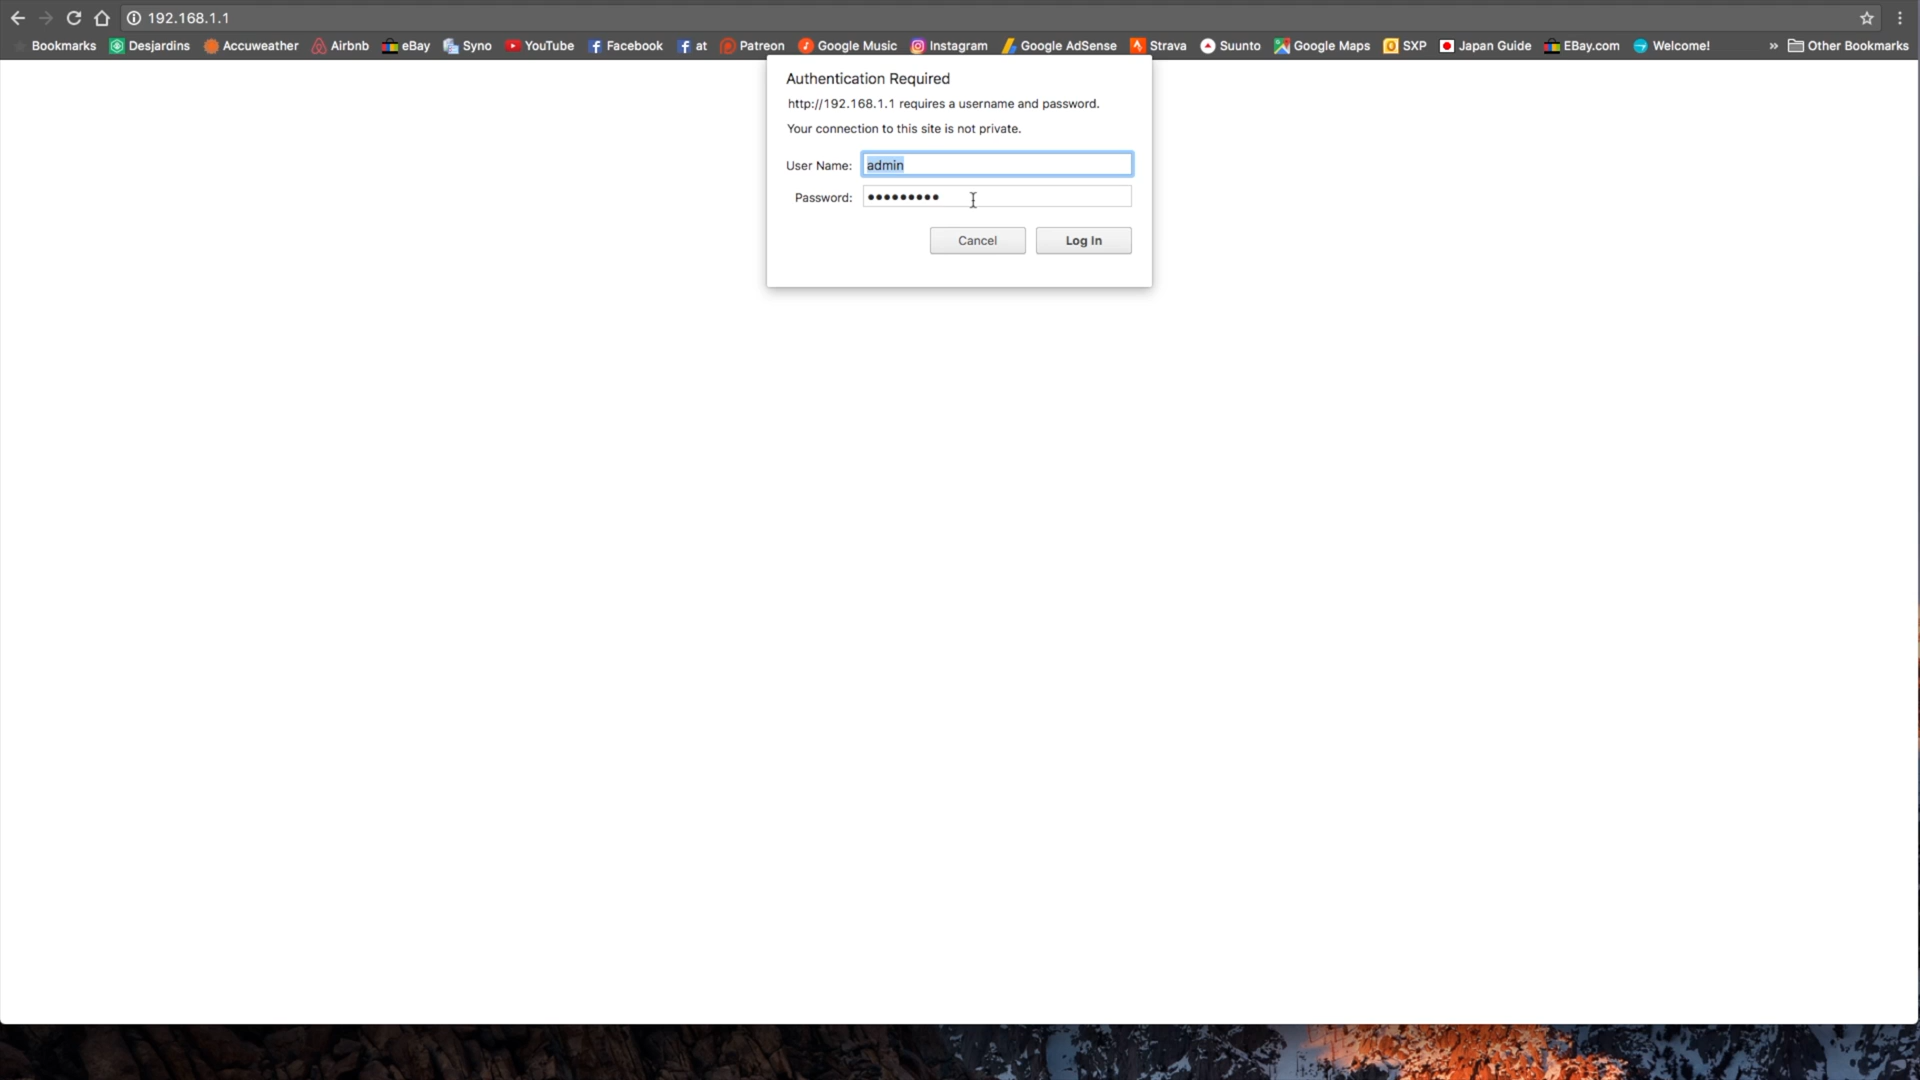 192.168.1.1
Bookmarks Desjardins Accuweather Airbnb eBay Syno YouTube Facebook at Patreon Google Music Instagram Google AdSense Strava Suunto Google Maps SXP Japan Guide EBay.com Welcome! » Other Bookmarks
Authentication Required
http://192.168.1.1 requires a username and password.
Your connection to this site is not private.
User Name: admin
Password: •••••••••
Cancel Log In